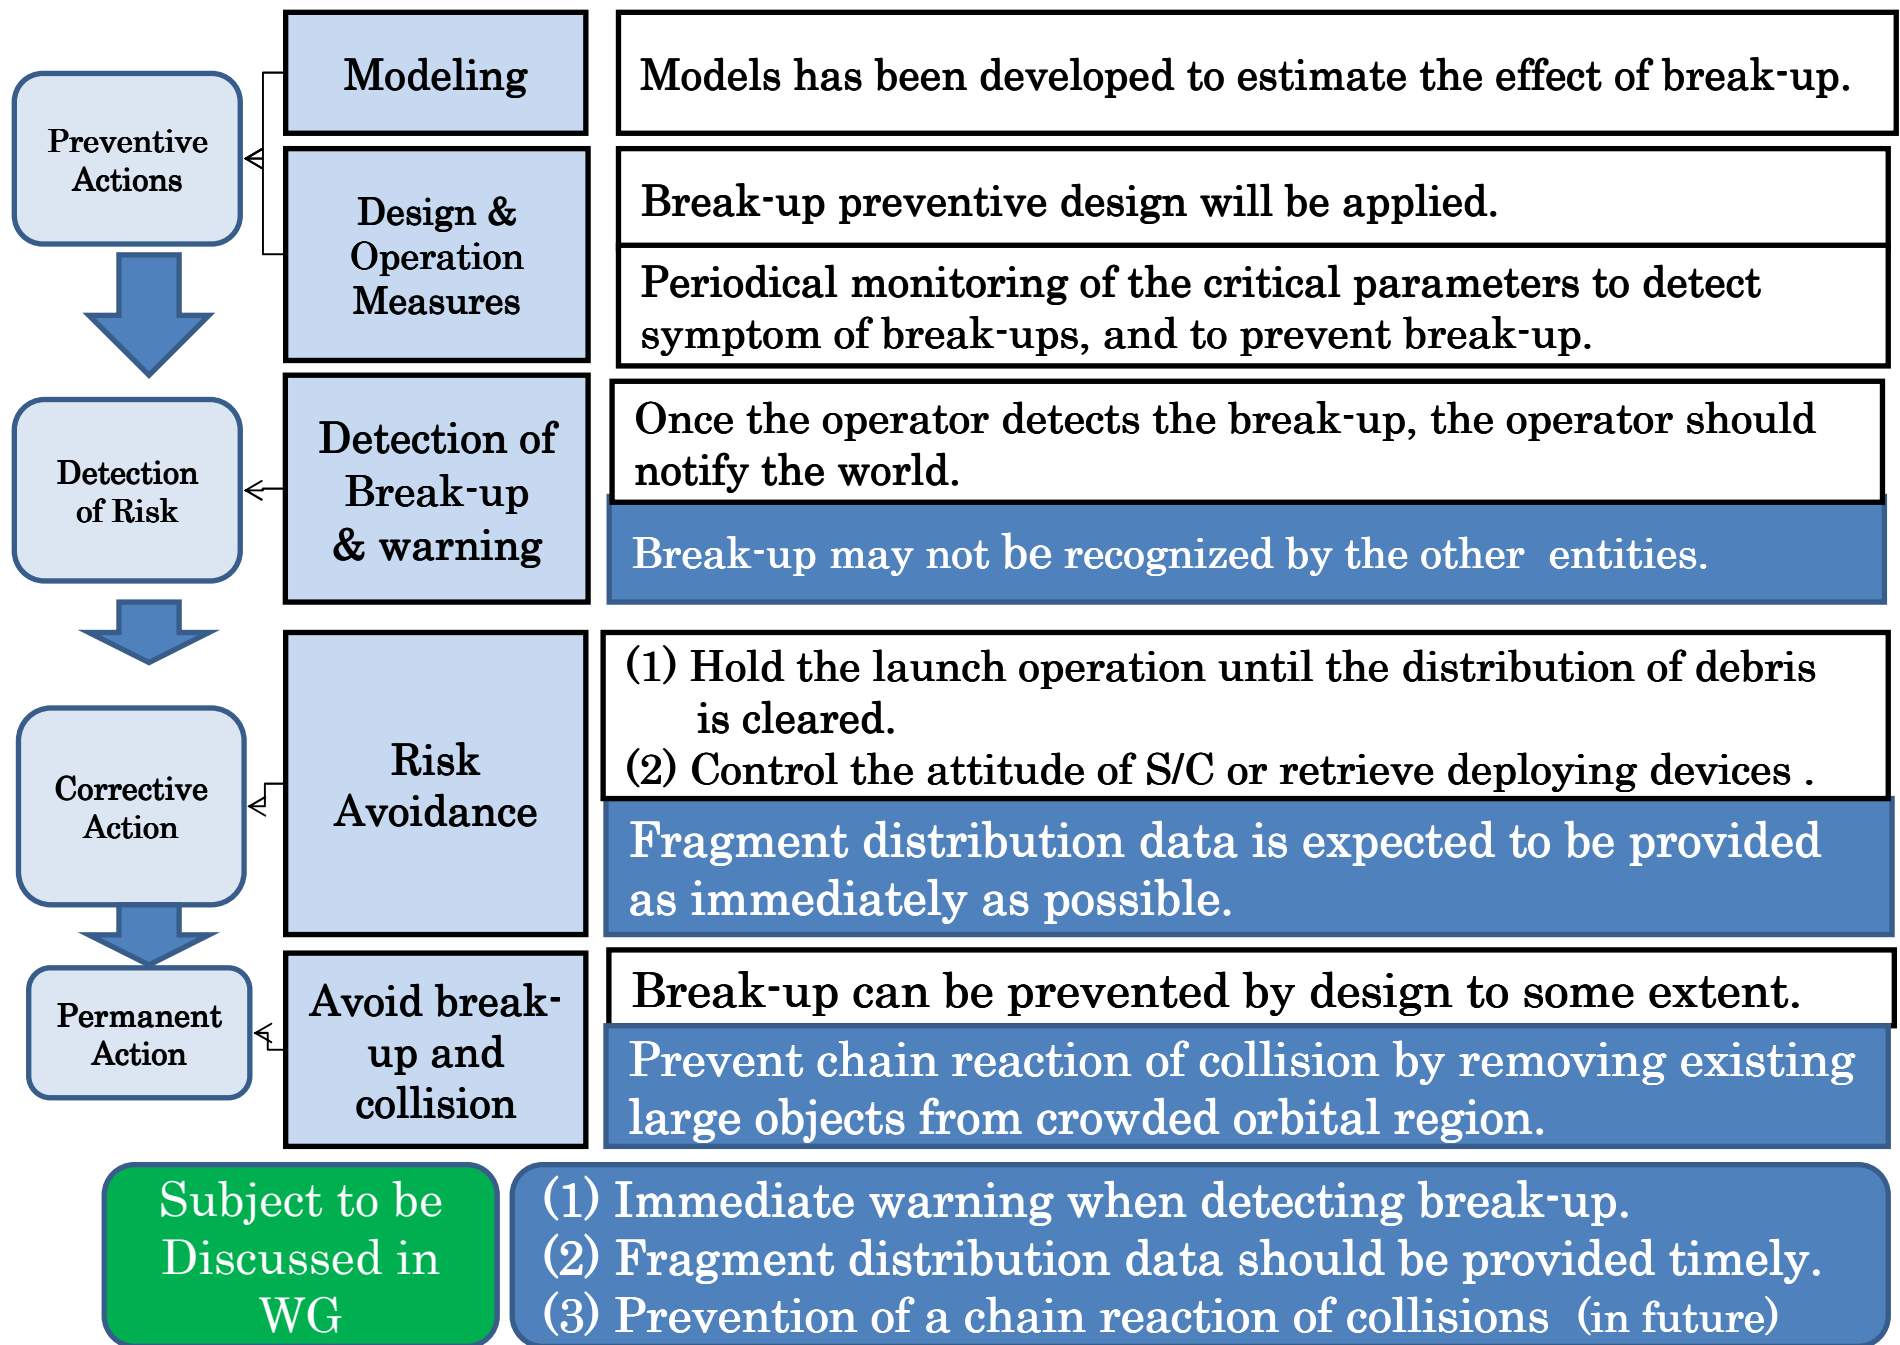 Preventive
Actions
Modeling
Models has been developed to estimate the effect of break-up.
Design &
Operation
Measures
Break-up preventive design will be applied.
Periodical monitoring of the critical parameters to detect
symptom of break-ups, and to prevent break-up.
Detection
of Risk
Detection of
Break-up
& warning
Once the operator detects the break-up, the operator should
notify the world.
Break-up may not be recognized by the other  entities.
Corrective
Action
Risk
Avoidance
(1) Hold the launch operation until the distribution of debris
is cleared.
(2) Control the attitude of S/C or retrieve deploying devices .
Fragment distribution data is expected to be provided
as immediately as possible.
Permanent
Action
Avoid break-
up and
collision
Break-up can be prevented by design to some extent.
Prevent chain reaction of collision by removing existing
large objects from crowded orbital region.
Subject to be
Discussed in
WG
(1) Immediate warning when detecting break-up.
(2) Fragment distribution data should be provided timely.
(3) Prevention of a chain reaction of collisions  (in future)